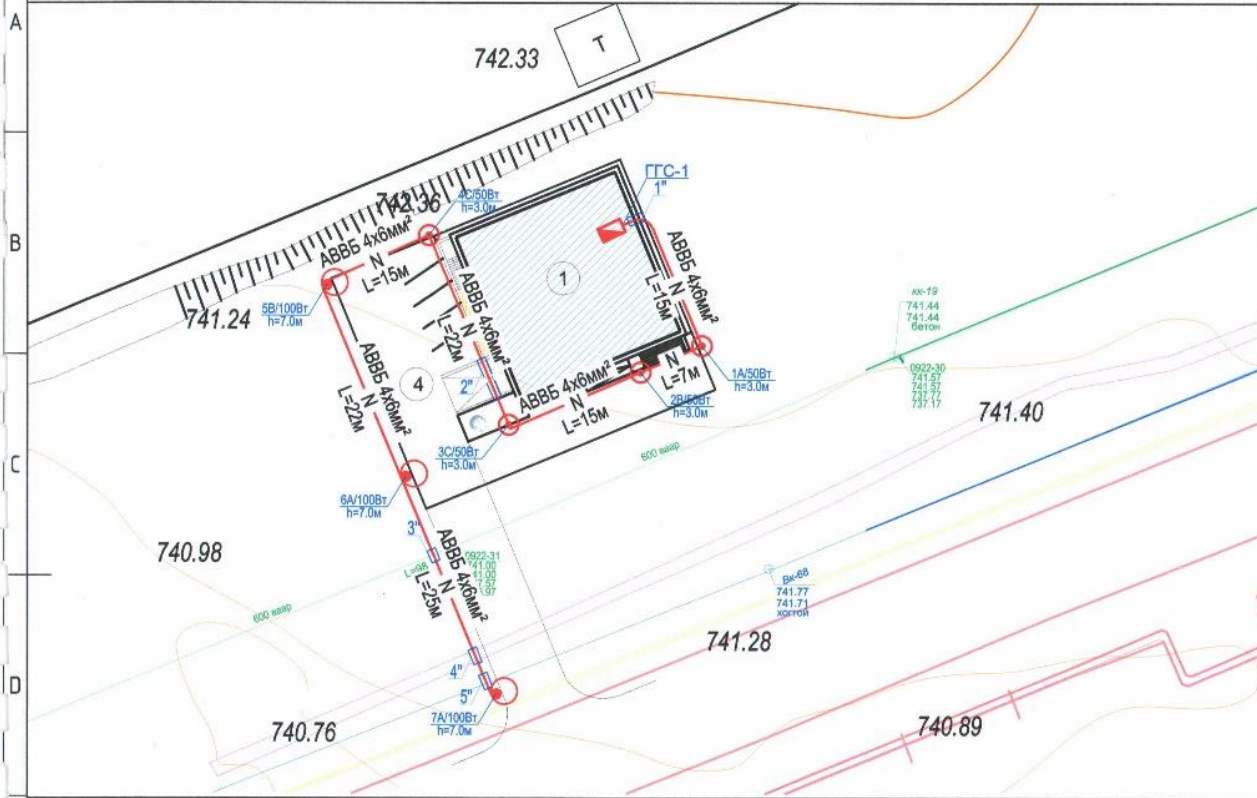 A
742.33
T
ГГС-1
1"
4С/50Вт
h=3.0м
742.36
АВВБ 4х6мм²
N
L=15м
B
АВВБ 4х6мм²
N
L=15м
1
АВВБ 4х6мм²
N
L=22м
5В/100Вт
h=7.0м
741.24
кк-19
741.44
741.44
бетон
АВВБ 4х6мм²
N
L=22м
4
2"
АВВБ 4х6мм²
N
L=15м
N
L=7м
1А/50Вт
h=3.0м
2В/50Вт
h=3.0м
0922-30
741.57
741.57
737.77
737.17
741.40
3С/50Вт
h=3.0м
600 ваар
C
6А/100Вт
h=7.0м
3"
740.98
L=98
0922-31
АВВБ 4х6мм²
N
L=25м
Вк-68
741.77
741.71
хогтой
600 ваар
741.28
4"
5"
D
7А/100Вт
h=7.0м
740.76
740.89